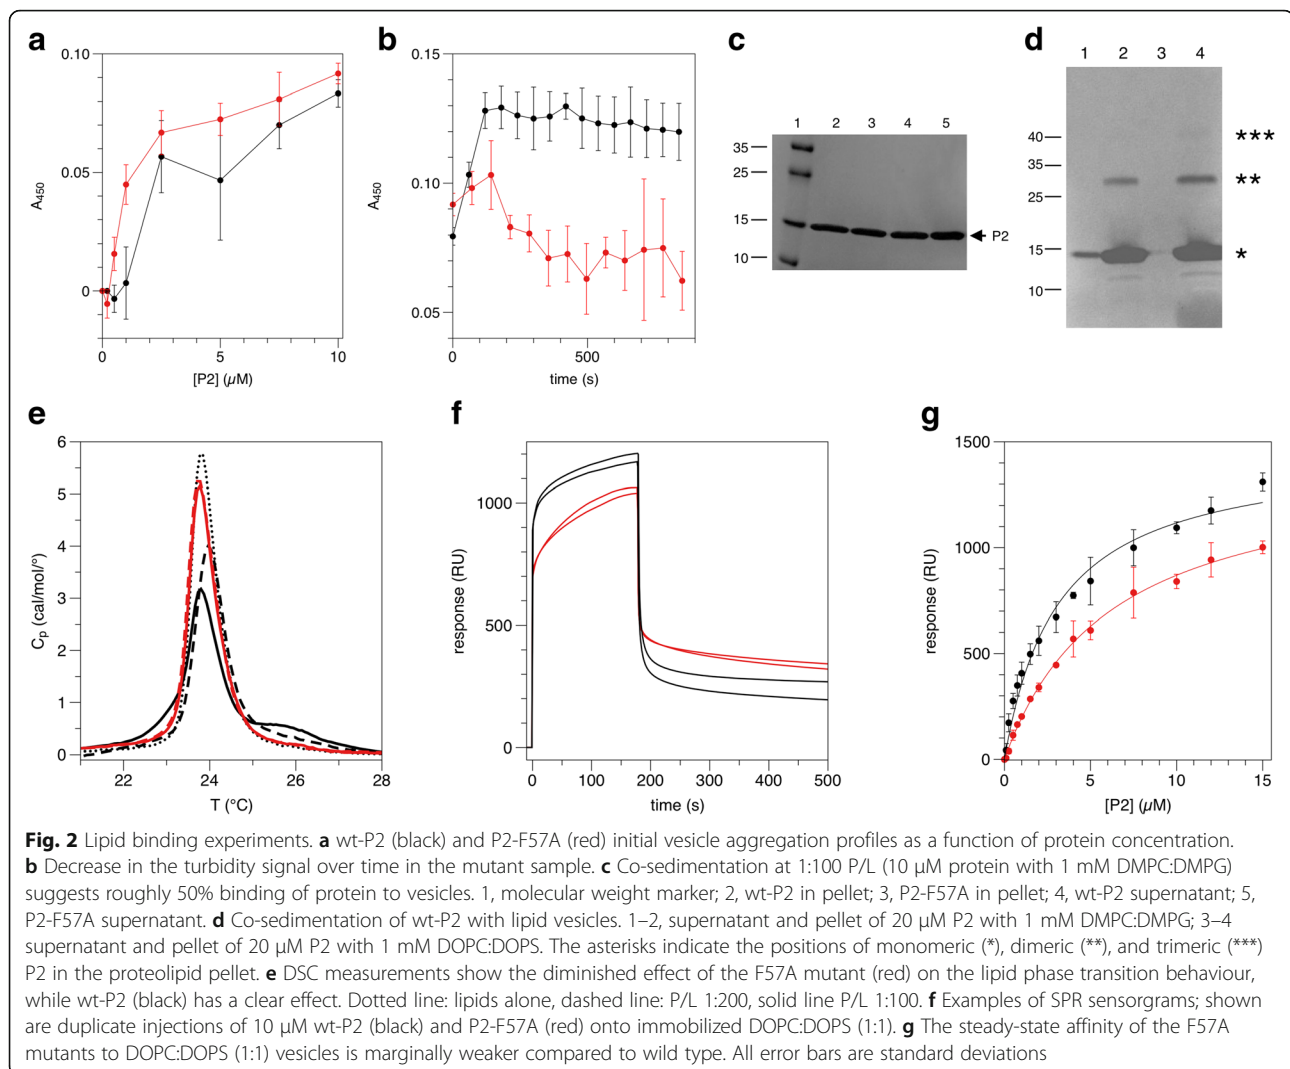 a
0.10
0.05
0
A450
0
5
10
[P2] (µM)
b
0.15
0.10
0.05
A450
500
time (s)
c
1 2 3 4 5
35
25
15
10
P2
d
1 2 3 4
40
35
25
15
10
***
**
*
e
6
5
4
3
2
1
0
Cp (cal/mol/°)
22 24 26 28
T (°C)
f
1000
500
0
response (RU)
0 100 200 300 400 500
time (s)
g
1500
1000
500
0
response (RU)
0 5 10 15
[P2] (µM)
Fig. 2 Lipid binding experiments. a wt-P2 (black) and P2-F57A (red) initial vesicle aggregation profiles as a function of protein concentration.
b Decrease in the turbidity signal over time in the mutant sample. c Co-sedimentation at 1:100 P/L (10 µM protein with 1 mM DMPC:DMPG)
suggests roughly 50% binding of protein to vesicles. 1, molecular weight marker; 2, wt-P2 in pellet; 3, P2-F57A in pellet; 4, wt-P2 supernatant; 5,
P2-F57A supernatant. d Co-sedimentation of wt-P2 with lipid vesicles. 1–2, supernatant and pellet of 20 µM P2 with 1 mM DMPC:DMPG; 3–4
supernatant and pellet of 20 µM P2 with 1 mM DOPC:DOPS. The asterisks indicate the positions of monomeric (*), dimeric (**), and trimeric (***)
P2 in the proteolipid pellet. e DSC measurements show the diminished effect of the F57A mutant (red) on the lipid phase transition behaviour,
while wt-P2 (black) has a clear effect. Dotted line: lipids alone, dashed line: P/L 1:200, solid line P/L 1:100. f Examples of SPR sensorgrams; shown
are duplicate injections of 10 µM wt-P2 (black) and P2-F57A (red) onto immobilized DOPC:DOPS (1:1). g The steady-state affinity of the F57A
mutants to DOPC:DOPS (1:1) vesicles is marginally weaker compared to wild type. All error bars are standard deviations